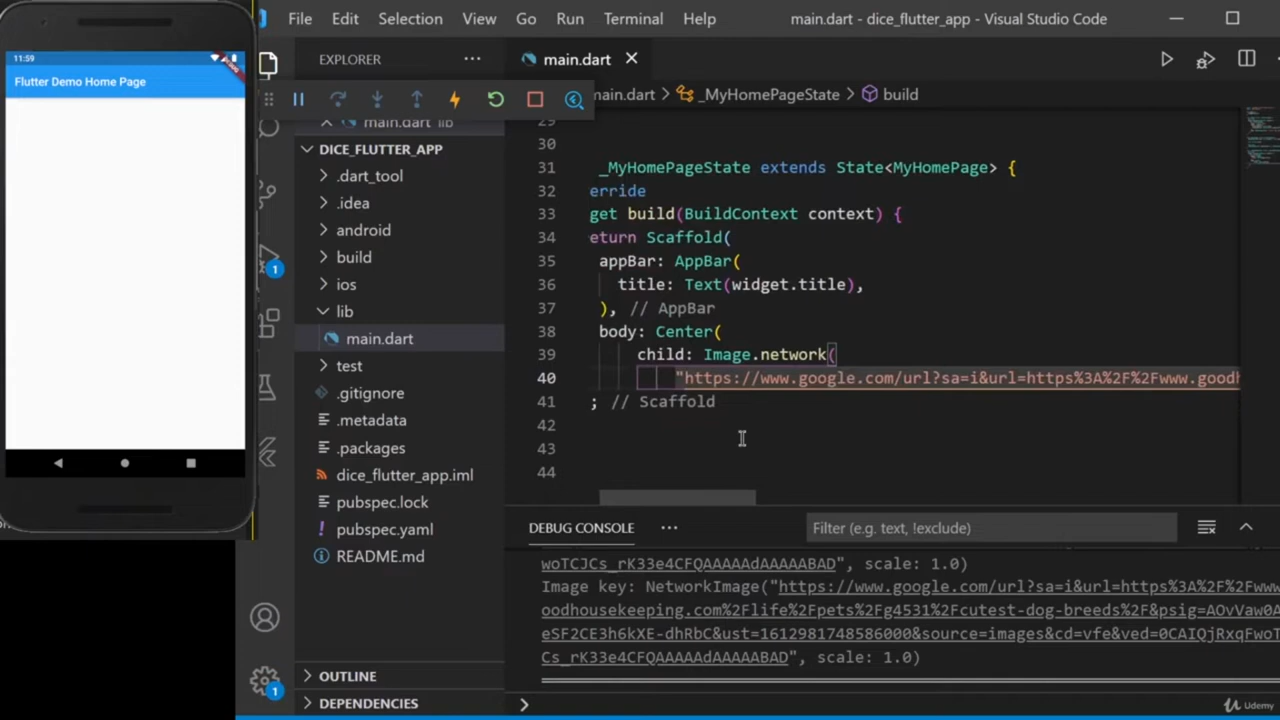 File Edit Selection View Go Run Terminal Help
main.dart - dice_flutter_app - Visual Studio Code
11:59
Flutter Demo Home Page
EXPLORER
main.dart
main.dart > _MyHomePageState > build
main.dart lib
DICE_FLUTTER_APP
.dart_tool
.idea
android
build
ios
lib
main.dart
test
.gitignore
.metadata
.packages
dice_flutter_app.iml
pubspec.lock
pubspec.yaml
README.md
OUTLINE
DEPENDENCIES
1
1
29
30
31 _MyHomePageState extends State<MyHomePage> {
32 erride
33 get build(BuildContext context) {
34 eturn Scaffold(
35 appBar: AppBar(
36 title: Text(widget.title),
37 ), // AppBar
38 body: Center(
39 child: Image.network(
40 "https://www.google.com/url?sa=i&url=https%3A%2F%2Fwww.goodh
41 ; // Scaffold
42
43
44
DEBUG CONSOLE
Filter (e.g. text, !exclude)
woTCJCs_rK33e4CFQAAAAAdAAAAABAD", scale: 1.0)
Image key: NetworkImage("https://www.google.com/url?sa=i&url=https%3A%2F%2Fww
oodhousekeeping.com%2Flife%2Fpets%2Fg4531%2Fcutest-dog-breeds%2F&psig=AOvVaw0A
eSF2CE3h6kXE-dhRbC&ust=1612981748586000&source=images&cd=vfe&ved=0CAIQjRxqFwoT
Cs_rK33e4CFQAAAAAdAAAAABAD", scale: 1.0)
Udemy